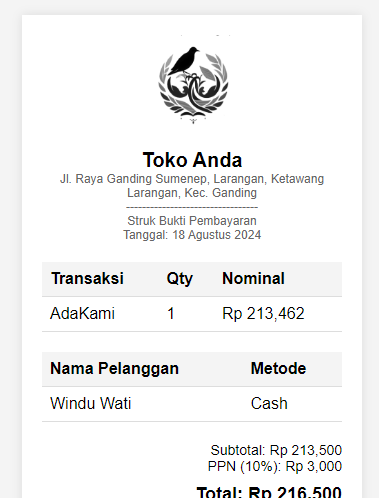 Toko Anda
Jl. Raya Ganding Sumenep, Larangan, Ketawang
Larangan, Kec. Ganding
--------------------------------
Struk Bukti Pembayaran
Tanggal: 18 Agustus 2024
Transaksi Qty Nominal
AdaKami 1 Rp 213,462
Nama Pelanggan Metode
Windu Wati Cash
Subtotal: Rp 213,500
PPN (10%): Rp 3,000
Total: Rp 216,500